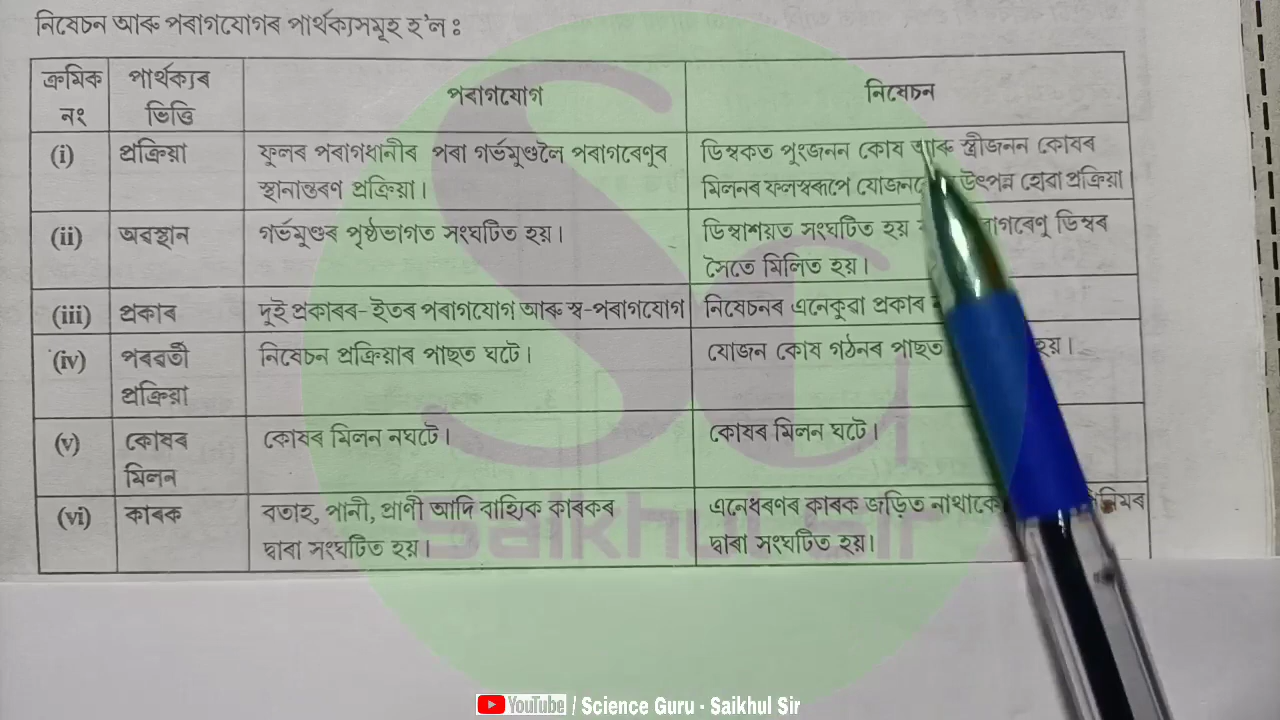 নিষেচন আৰু পৰাগযোগৰ পাৰ্থক্যসমূহ হ'ল :
ক্ৰমিক নং
পাৰ্থক্যৰ ভিত্তি
পৰাগযোগ
নিষেচন
(i)
প্ৰক্ৰিয়া
ফুলৰ পৰাগধানীৰ পৰা গৰ্ভমুণ্ডলৈ পৰাগৰেণুৰ
স্থানান্তৰণ প্ৰক্ৰিয়া।
ডিম্বকত পুংজনন কোষ আৰু স্ত্ৰীজনন কোষৰ
মিলনৰ ফলস্বৰূপে উৎপন্ন হোৱা প্ৰক্ৰিয়া
(ii)
অৱস্থান
গৰ্ভমুণ্ডৰ পৃষ্ঠভাগত সংঘটিত হয়।
ডিম্বাশয়ত সংঘটিত হয় ডিম্বৰ
সৈতে মিলিত হয়।
(iii)
প্ৰকাৰ
দুই প্ৰকাৰৰ-ইতৰ পৰাগযোগ আৰু স্ব-পৰাগযোগ
নিষেচনৰ এনেকুৱা প্ৰকাৰ
(iv)
পৰৱৰ্তী
প্ৰক্ৰিয়া
নিষেচন প্ৰক্ৰিয়াৰ পাছত ঘটে।
যোজন কোষ গঠনৰ পাছত হয়।
(v)
কোষৰ
মিলন
কোষৰ মিলন নঘটে।
কোষৰ মিলন ঘটে।
(vi)
কাৰক
বতাহ, পানী, প্ৰাণী আদি বাহ্যিক কাৰকৰ
দ্বাৰা সংঘটিত হয়।
এনেধৰণৰ কাৰক জড়িত
দ্বাৰা সংঘটিত হয়।
Saikhul Sir
YouTube / Science Guru - Saikhul Sir